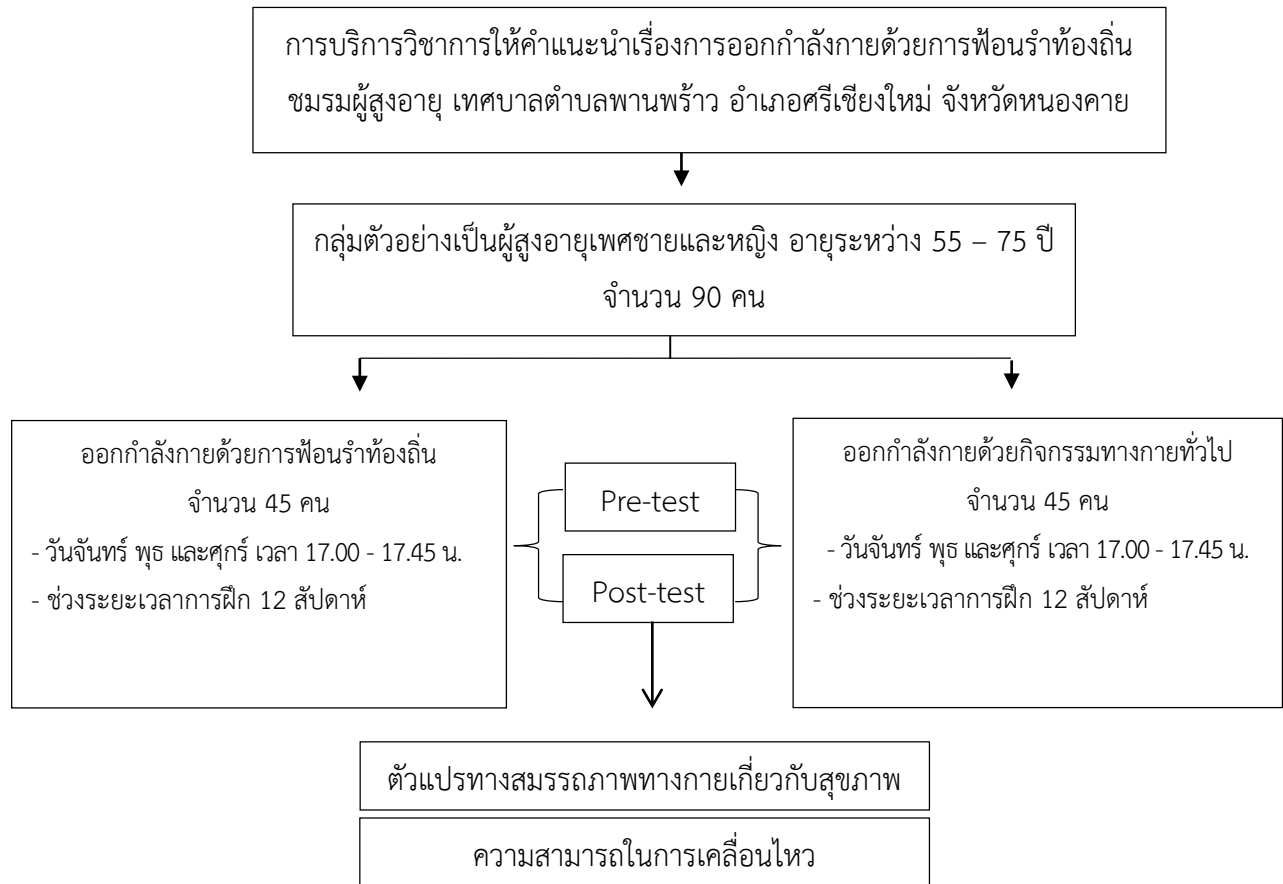 การบริการวิชาการให้คำแนะนำเรื่องการออกกำลังกายด้วยการฟ้อนรำท้องถิ่น
ชมรมผู้สูงอายุ เทศบาลตำบลพานพร้าว อำเภอศรีเชียงใหม่ จังหวัดหนองคาย
กลุ่มตัวอย่างเป็นผู้สูงอายุเพศชายและหญิง อายุระหว่าง 55 – 75 ปี
จำนวน 90 คน
ออกกำลังกายด้วยการฟ้อนรำท้องถิ่น
จำนวน 45 คน
- วันจันทร์ พุธ และศุกร์ เวลา 17.00 - 17.45 น.
- ช่วงระยะเวลาการฝึก 12 สัปดาห์
Pre-test
Post-test
ออกกำลังกายด้วยกิจกรรมทางกายทั่วไป
จำนวน 45 คน
- วันจันทร์ พุธ และศุกร์ เวลา 17.00 - 17.45 น.
- ช่วงระยะเวลาการฝึก 12 สัปดาห์
ตัวแปรทางสมรรถภาพทางกายเกี่ยวกับสุขภาพ
ความสามารถในการเคลื่อนไหว